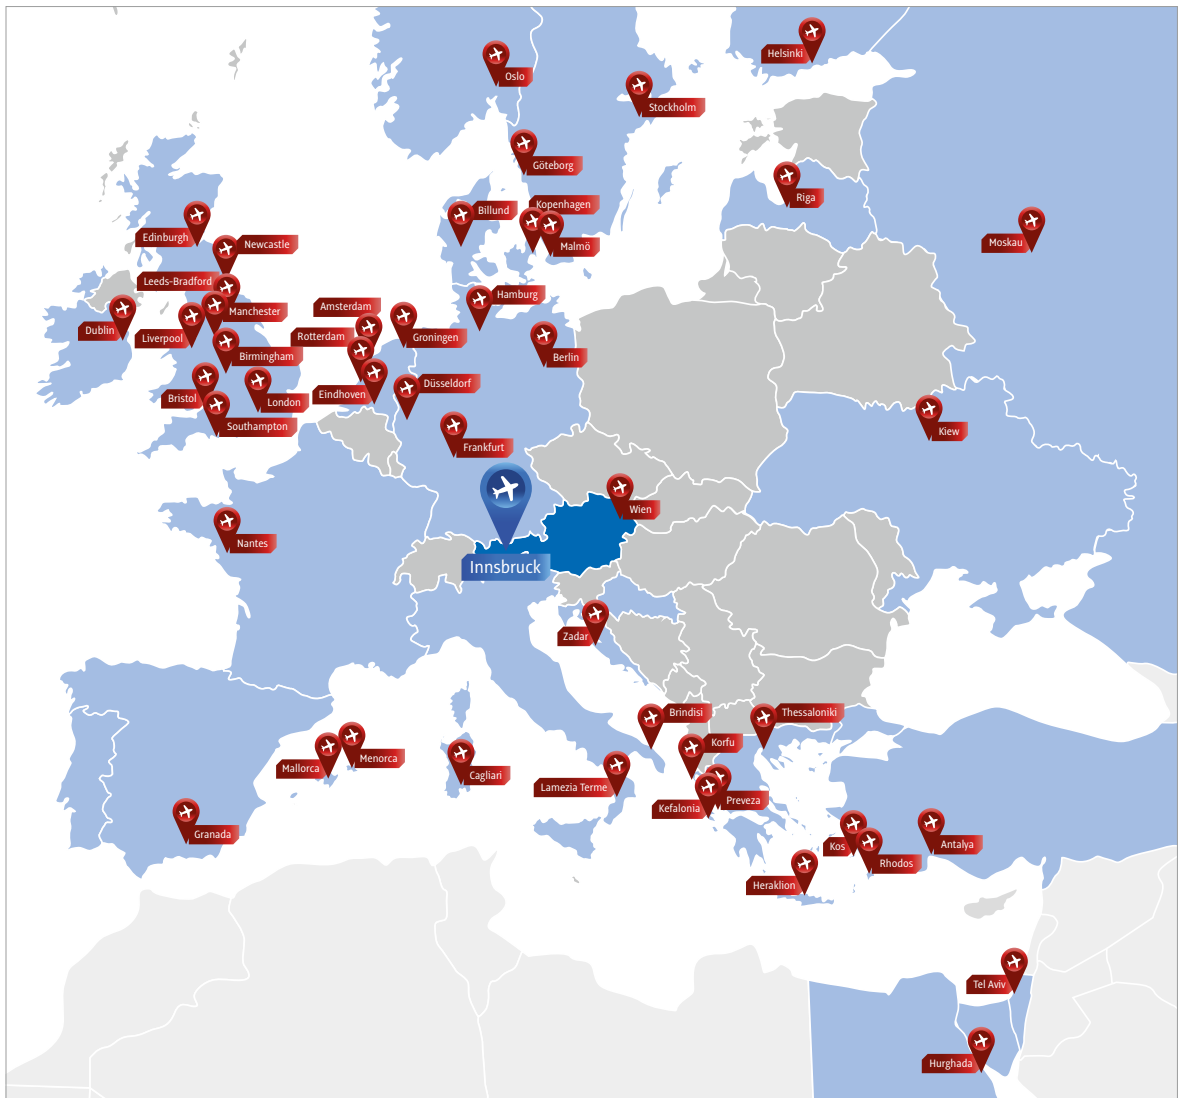 Helsinki
Oslo
Stockholm
Göteborg
Riga
Kopenhagen
Billund
Edinburgh
Newcastle
Malmö
Moskau
Leeds-Bradford
Hamburg
Amsterdam
Manchester
Dublin
Liverpool
Rotterdam
Groningen
Birmingham
Berlin
Düsseldorf
Eindhoven
Bristol
London
Southampton
Kiew
Frankfurt
Wien
Nantes
Innsbruck
Zadar
Brindisi
Thessaloniki
Korfu
Menorca
Mallorca
Cagliari
Lamezia Terme
Preveza
Kefalonia
Granada
Kos
Antalya
Rhodos
Heraklion
Tel Aviv
Hurghada